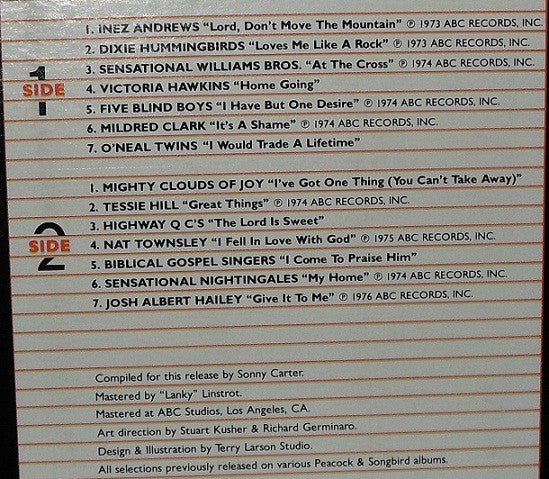 SIDE 1
1. INEZ ANDREWS "Lord, Don't Move The Mountain" ℗ 1973 ABC RECORDS, INC.
2. DIXIE HUMMINGBIRDS "Loves Me Like A Rock" ℗ 1973 ABC RECORDS, INC.
3. SENSATIONAL WILLIAMS BROS. "At The Cross" ℗ 1974 ABC RECORDS, INC.
4. VICTORIA HAWKINS "Home Going"
5. FIVE BLIND BOYS "I Have But One Desire" ℗ 1974 ABC RECORDS, INC.
6. MILDRED CLARK "It's A Shame" ℗ 1974 ABC RECORDS, INC.
7. O'NEAL TWINS "I Would Trade A Lifetime"
SIDE 2
1. MIGHTY CLOUDS OF JOY "I've Got One Thing (You Can't Take Away)"
2. TESSIE HILL "Great Things" ℗ 1974 ABC RECORDS, INC.
3. HIGHWAY Q C'S "The Lord Is Sweet"
4. NAT TOWNSLEY "I Fell In Love With God" ℗ 1975 ABC RECORDS, INC.
5. BIBLICAL GOSPEL SINGERS "I Come To Praise Him"
6. SENSATIONAL NIGHTINGALES "My Home" ℗ 1974 ABC RECORDS, INC.
7. JOSH ALBERT HAILEY "Give It To Me" ℗ 1976 ABC RECORDS, INC.
Compiled for this release by Sonny Carter.
Mastered by "Lanky" Linstrot.
Mastered at ABC Studios, Los Angeles, CA.
Art direction by Stuart Kusher & Richard Germinaro.
Design & Illustration by Terry Larson Studio.
All selections previously released on various Peacock & Songbird albums.